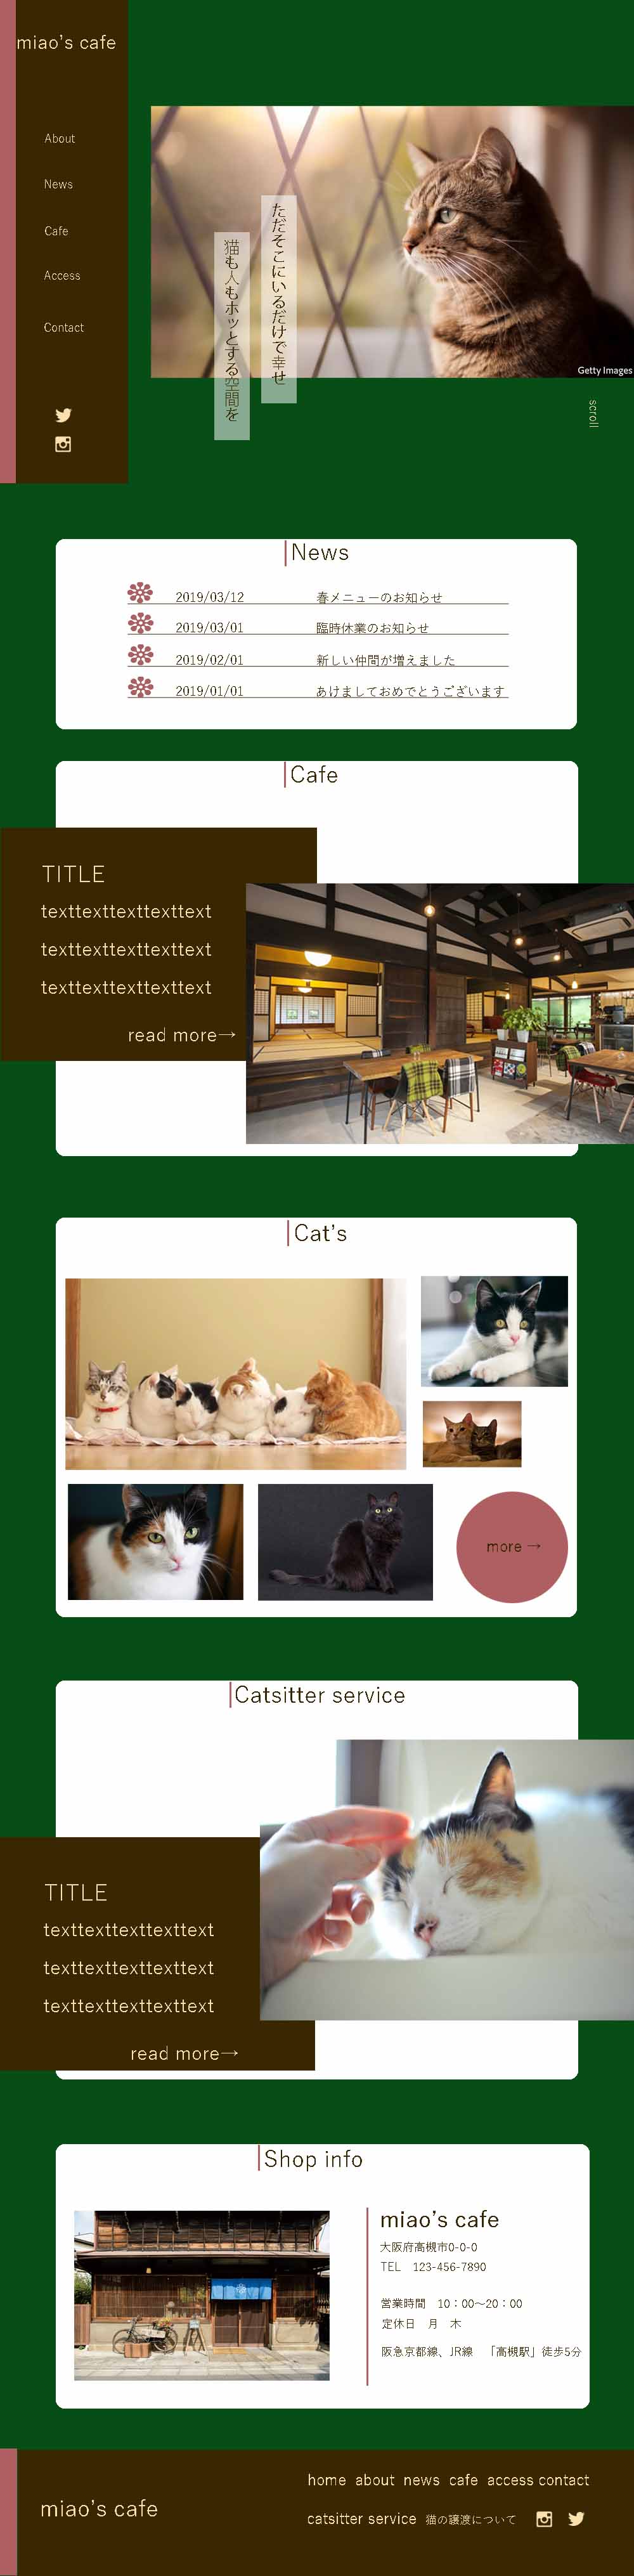 miao's cafe
About
News
Cafe
Access
Contact
ただそこにいるだけで幸せ
猫も人もホッとする空間を
Getty Images
scroll
News
2019/03/12 春メニューのお知らせ
2019/03/01 臨時休業のお知らせ
2019/02/01 新しい仲間が増えました
2019/01/01 あけましておめでとうございます
Cafe
TITLE
texttexttexttexttext
texttexttexttexttext
texttexttexttexttext
read more→
Cat's
more →
Catsitter service
TITLE
texttexttexttexttext
texttexttexttexttext
texttexttexttexttext
read more→
Shop info
miao's cafe
大阪府高槻市0-0-0
TEL 123-456-7890
営業時間 10：00〜20：00
定休日 月 木
阪急京都線、JR線 「高槻駅」徒歩5分
miao's cafe
home about news cafe access contact
catsitter service 猫の譲渡について